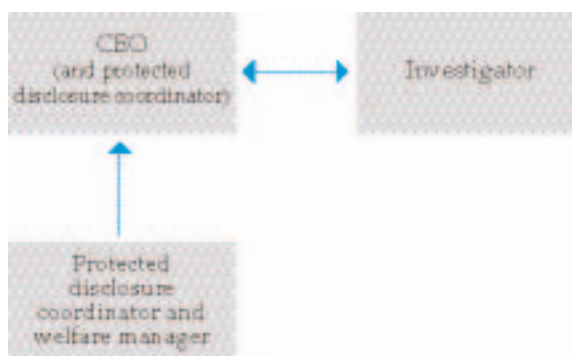 CEO
(and protected
disclosure coordinator)
Investigator
Protected
disclosure
coordinator and
welfare manager